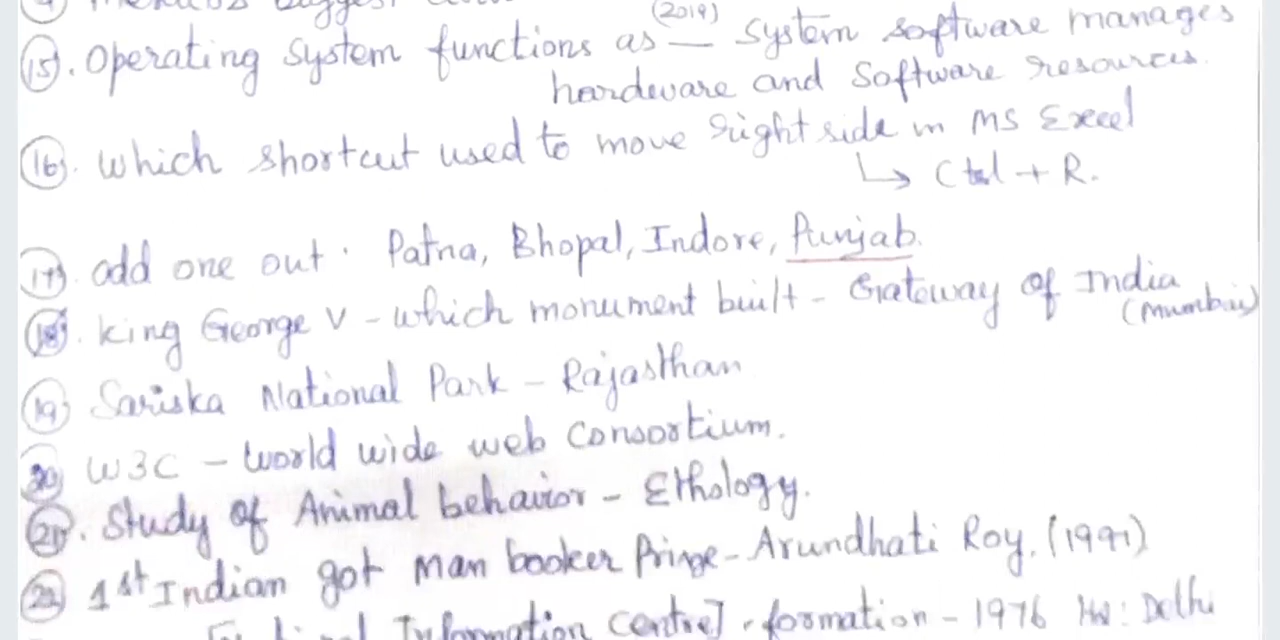 (2019)
(15). Operating System functions as — System software manages
hardware and Software resources.
(16). Which shortcut used to move right side in MS Excel
↳ Ctrl + R.
(17). odd one out. Patna, Bhopal, Indore, Punjab.
(18). King George V - which monument built - Gateway of India
(Mumbai)
(19) Sariska National Park - Rajasthan
(20) W3C - World wide web Consortium.
(21). Study of Animal behavior - Ethology.
(22) 1st Indian got man booker Prize - Arundhati Roy. (1997)
Information Centre], formation - 1976 HQ: Delhi